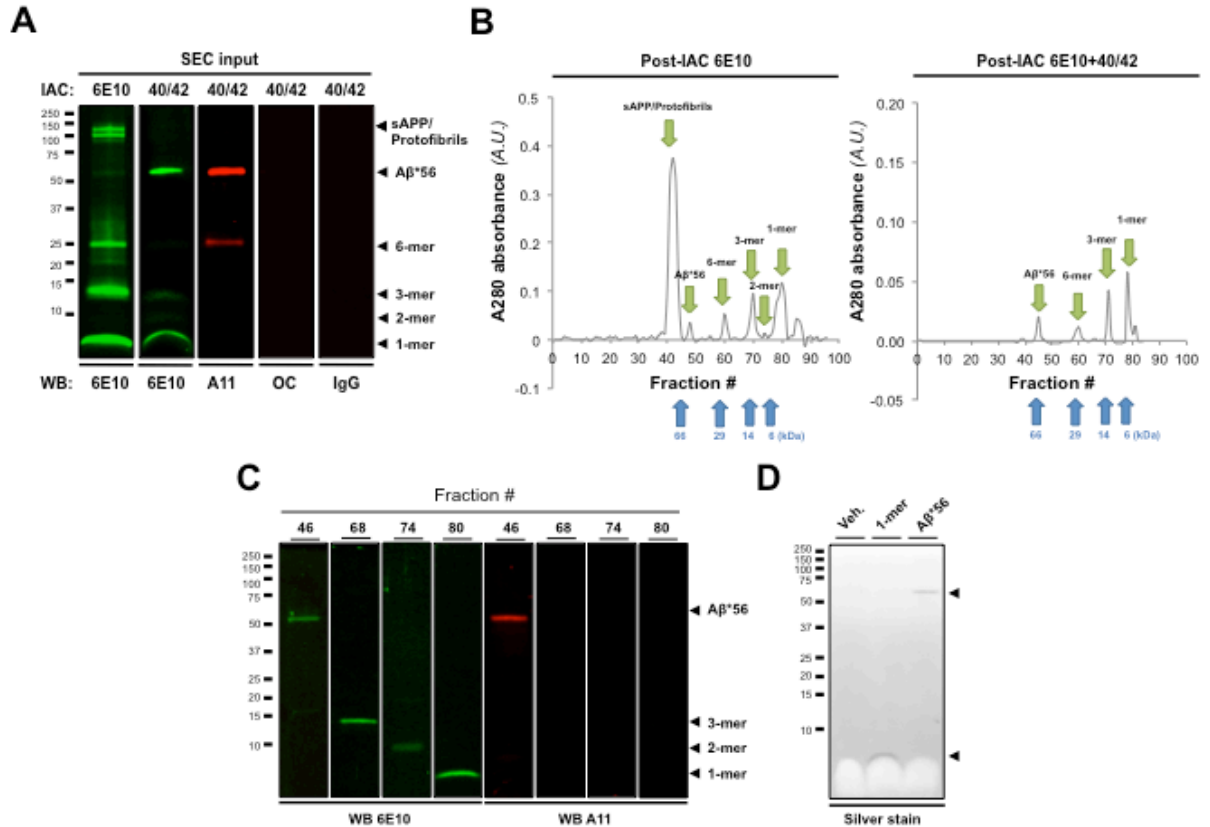 A
SEC input
IAC: 6E10 40/42 40/42 40/42 40/42
250
150
100
75
50
37
25
20
15
10
sAPP/
Protofibrils
Aβ*56
6-mer
3-mer
2-mer
1-mer
WB: 6E10 6E10 A11 OC IgG
B
Post-IAC 6E10
A280 absorbance (A.U.)
0.5
0.4
0.3
0.2
0.1
0
-0.1
sAPP/Protofibrils
Aβ*56
6-mer
3-mer
2-mer
1-mer
0 10 20 30 40 50 60 70 80 90 100
Fraction #
66 29 14 6 (kDa)
Post-IAC 6E10+40/42
A280 absorbance (A.U.)
0.20
0.15
0.10
0.05
0.00
-0.05
Aβ*56
6-mer
3-mer
1-mer
0 10 20 30 40 50 60 70 80 90 100
Fraction #
66 29 14 6 (kDa)
C
Fraction #
46 68 74 80 46 68 74 80
250
150
100
75
50
37
25
20
15
10
Aβ*56
3-mer
2-mer
1-mer
WB 6E10 WB A11
D
Veh. 1-mer Aβ*56
250
150
100
75
50
37
25
20
15
10
Silver stain